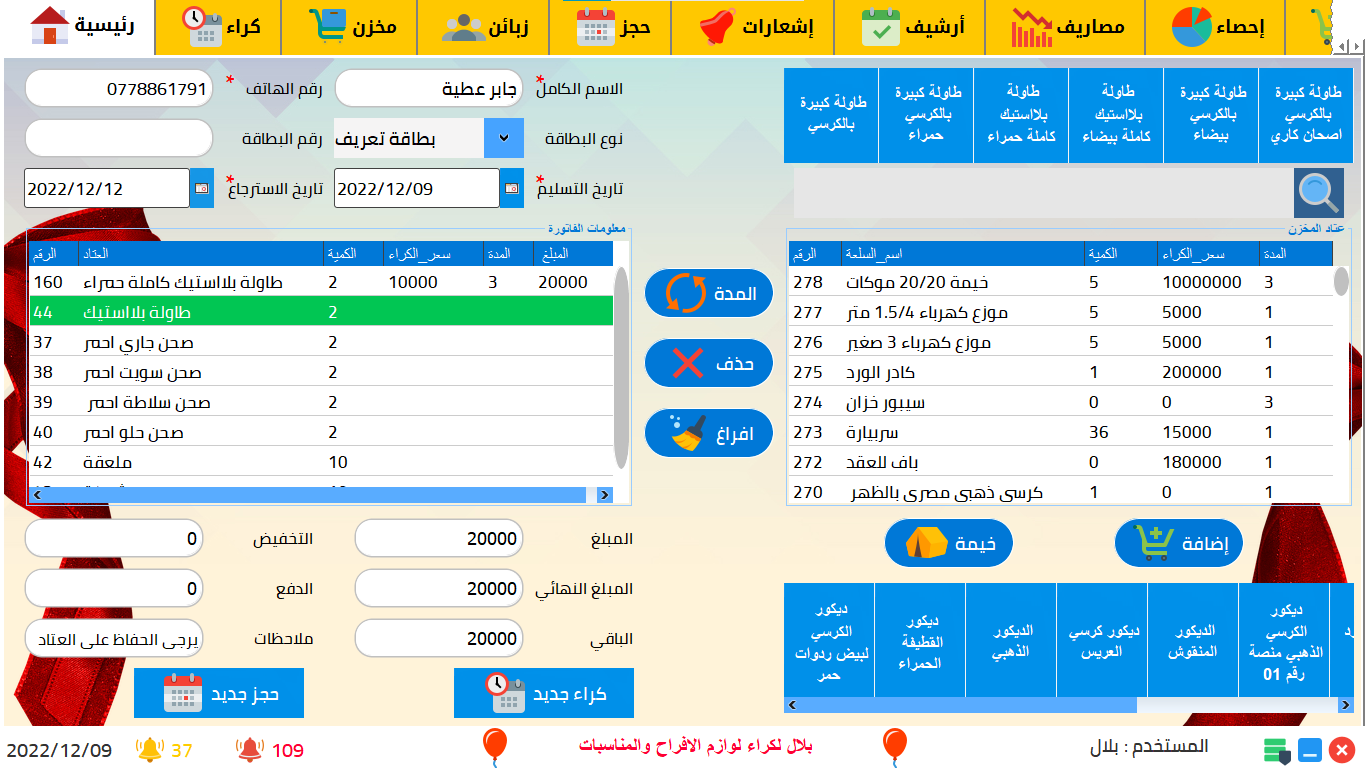 رئيسية
كراء
مخزن
زبائن
حجز
إشعارات
أرشيف
مصاريف
إحصاء
الاسم الكامل*
جابر عطية
رقم الهاتف*
0778861791
نوع البطاقة
بطاقة تعريف
رقم البطاقة
تاريخ التسليم*
2022/12/09
تاريخ الاسترجاع*
2022/12/12
طاولة كبيرة
بالكرسي
اصحان كاري
طاولة كبيرة
بالكرسي
بيضاء
طاولة
بلااستيك
كاملة بيضاء
طاولة
بلااستيك
كاملة حمراء
طاولة كبيرة
بالكرسي
حمراء
طاولة كبيرة
بالكرسي
معلومات الفاتورة
الرقم العتاد الكمية سعر_الكراء المدة المبلغ
160 طاولة بلااستيك كاملة حمراء 2 10000 3 20000
44 طاولة بلااستيك 2
37 صحن جاري احمر 2
38 صحن سويت احمر 2
39 صحن سلاطة احمر 2
40 صحن حلو احمر 2
42 ملعقة 10
المدة
حذف
افراغ
عتاد المخزن
الرقم اسم_السلعة الكمية سعر_الكراء المدة
278 خيمة 20/20 موكات 5 10000000 3
277 موزع كهرباء 1.5/4 متر 5 5000 1
276 موزع كهرباء 3 صغير 5 5000 1
275 كادر الورد 1 200000 1
274 سيبور خزان 0 0 3
273 سربيارة 36 15000 1
272 باف للعقد 0 180000 1
270 كرسي ذهبي مصري بالظهر 1 0 1
المبلغ
20000
التخفيض
0
المبلغ النهائي
20000
الدفع
0
الباقي
20000
ملاحظات
يرجى الحفاظ على العتاد
كراء جديد
حجز جديد
إضافة
خيمة
ديكور
الكرسي
الذهبي منصة
رقم 01
الديكور
المنقوش
ديكور كرسي
العريس
الديكور
الذهبي
ديكور
القطيفة
الحمراء
ديكور
الكرسي
لبيض ردوات
حمر
المستخدم : بلال
بلال لكراء لوازم الافراح والمناسبات
109
37
2022/12/09